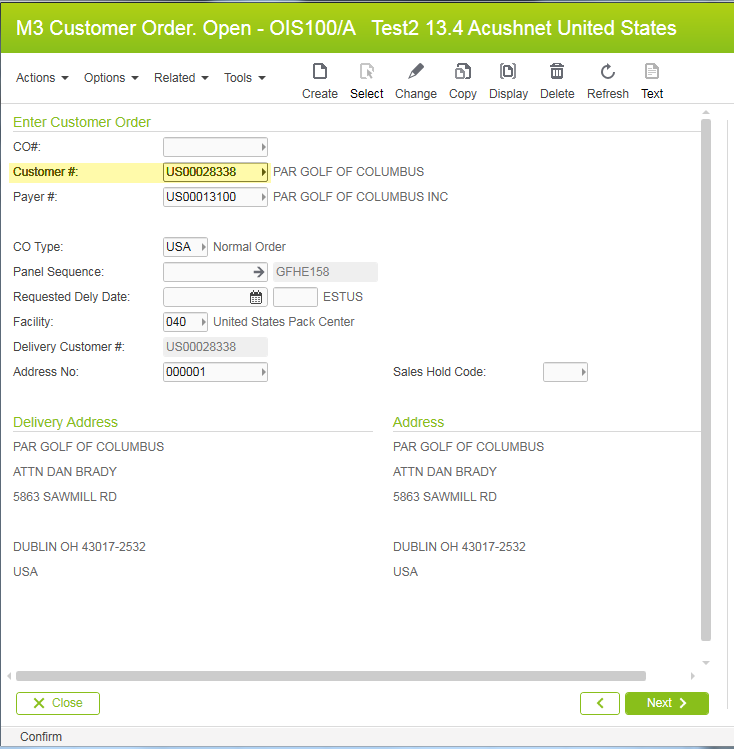 M3 Customer Order. Open - OIS100/A Test2 13.4 Acushnet United States
Actions Options Related Tools
Create Select Change Copy Display Delete Refresh Text
Enter Customer Order
CO#:
Customer #: US00028338 PAR GOLF OF COLUMBUS
Payer #: US00013100 PAR GOLF OF COLUMBUS INC
CO Type: USA Normal Order
Panel Sequence: GFHE158
Requested Dely Date: ESTUS
Facility: 040 United States Pack Center
Delivery Customer #: US00028338
Address No: 000001 Sales Hold Code:
Delivery Address Address
PAR GOLF OF COLUMBUS PAR GOLF OF COLUMBUS
ATTN DAN BRADY ATTN DAN BRADY
5863 SAWMILL RD 5863 SAWMILL RD
DUBLIN OH 43017-2532 DUBLIN OH 43017-2532
USA USA
Close Next
Confirm